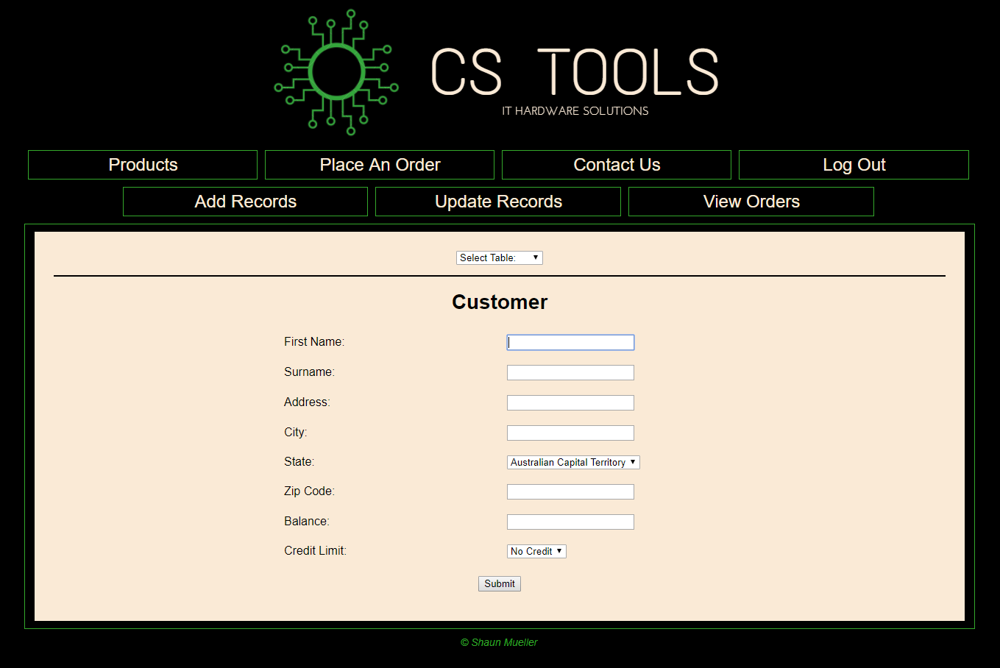 CS TOOLS
IT HARDWARE SOLUTIONS
Products Place An Order Contact Us Log Out
Add Records Update Records View Orders
Select Table:
Customer
First Name:
Surname:
Address:
City:
State: Australian Capital Territory
Zip Code:
Balance:
Credit Limit: No Credit
Submit
© Shaun Mueller